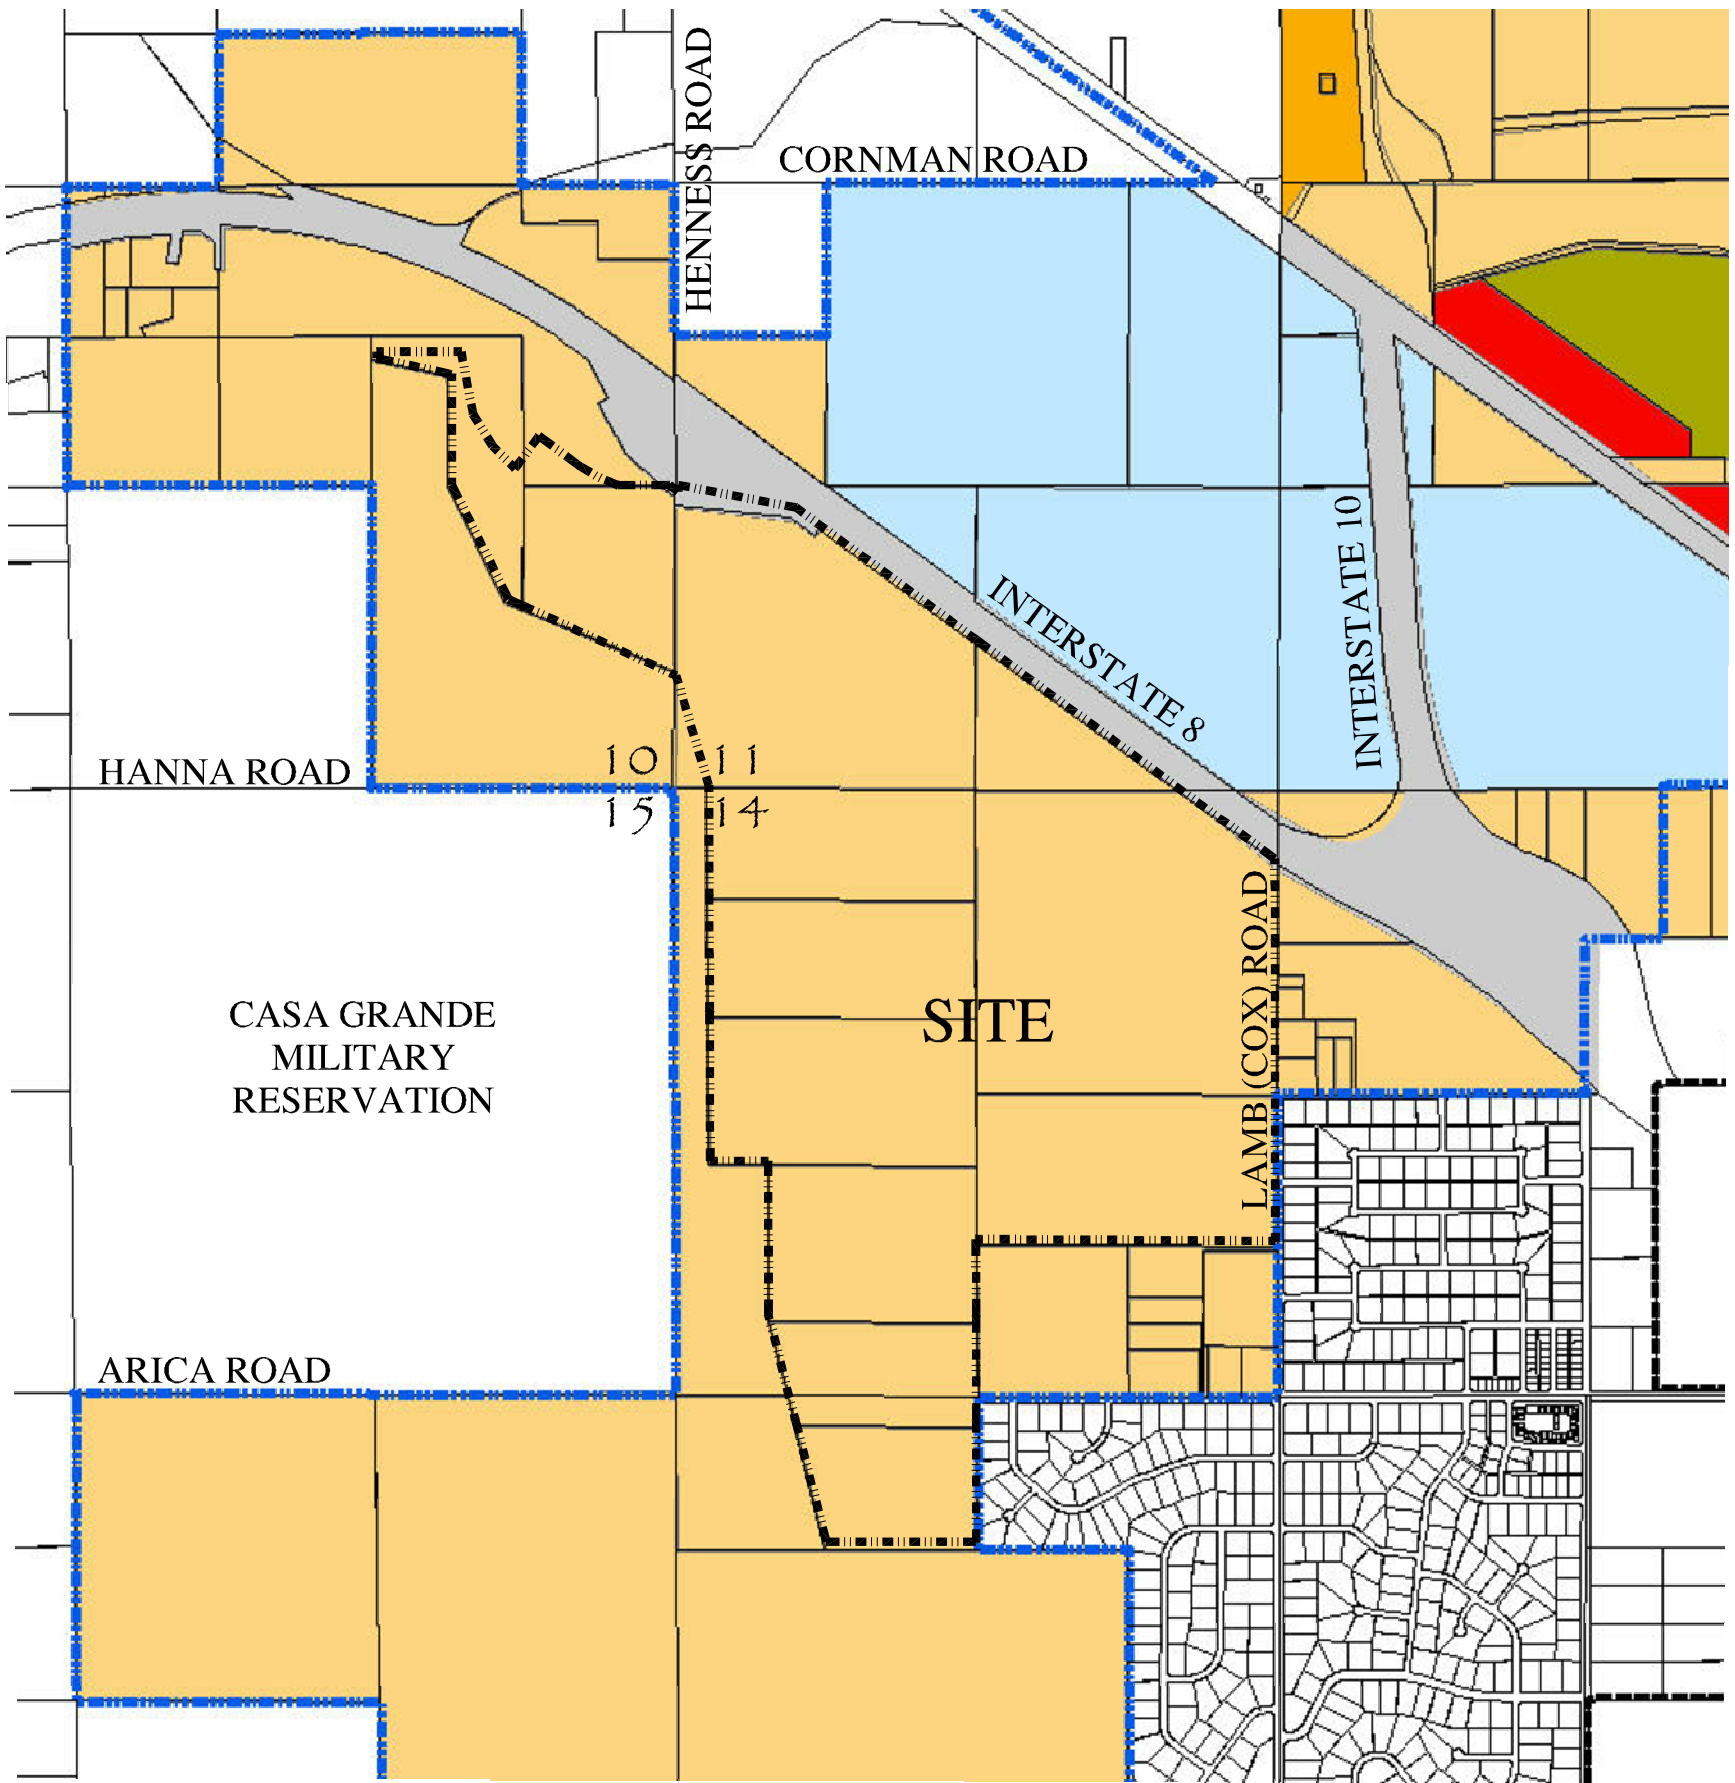 HENNESS ROAD
CORNMAN ROAD
INTERSTATE 8
INTERSTATE 10
HANNA ROAD
10 11
15 14
CASA GRANDE
MILITARY
RESERVATION
SITE
LAMB (COX) ROAD
ARICA ROAD